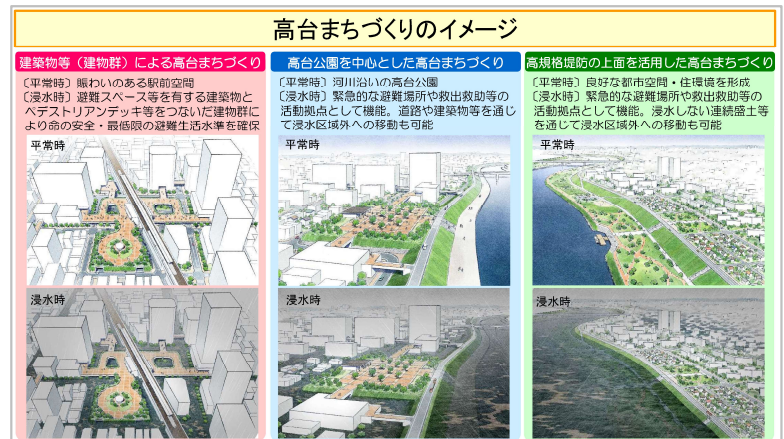 高台まちづくりのイメージ
建築物等（建物群）による高台まちづくり
〔平常時〕賑わいのある駅前空間
〔浸水時〕避難スペース等を有する建築物と
ペデストリアンデッキ等をつないだ建物群に
より命の安全・最低限の避難生活水準を確保
平常時
浸水時
高台公園を中心とした高台まちづくり
〔平常時〕河川沿いの高台公園
〔浸水時〕緊急的な避難場所や救出救助等の
活動拠点として機能。道路や建築物等を通じ
て浸水区域外への移動も可能
平常時
浸水時
高規格堤防の上面を活用した高台まちづくり
〔平常時〕良好な都市空間・住環境を形成
〔浸水時〕緊急的な避難場所や救出救助等の
活動拠点として機能。浸水しない連続盛土等
を通じて浸水区域外への移動も可能
平常時
浸水時